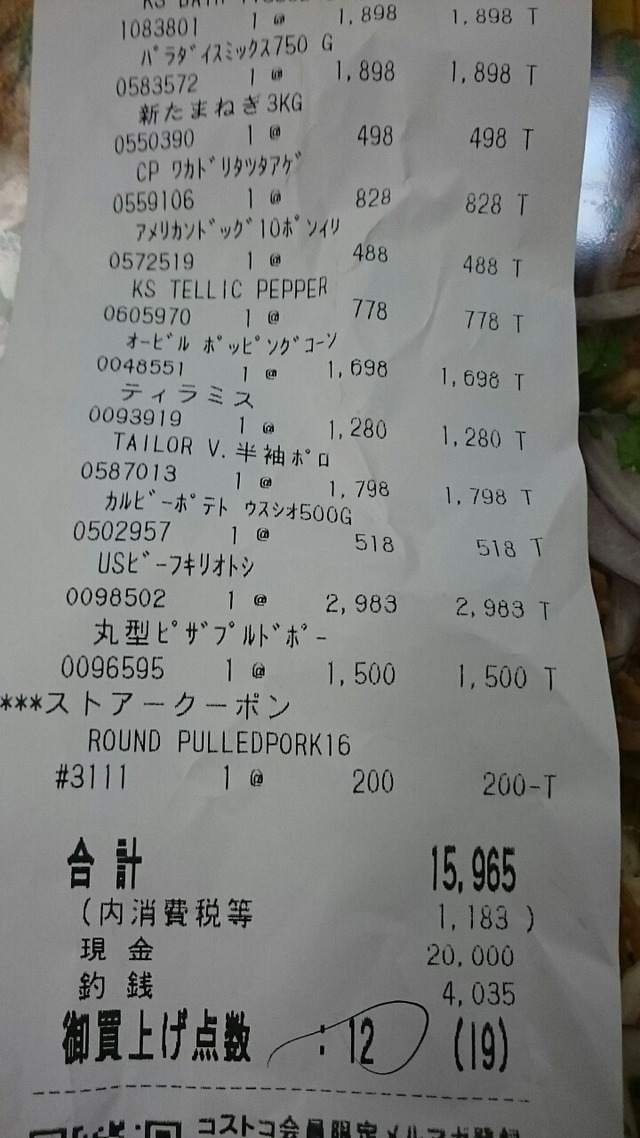 1083801 1 @ 1,898 1,898 T
ﾊﾟﾗﾀﾞｲｽﾐｯｸｽ750 G
0583572 1 @ 1,898 1,898 T
新たまねぎ3KG
0550390 1 @ 498 498 T
CP ﾜｶﾄﾞﾘﾀﾂﾀｱｹﾞ
0559106 1 @ 828 828 T
ｱﾒﾘｶﾝﾄﾞｯｸﾞ10ﾎﾟﾝｲﾘ
0572519 1 @ 488 488 T
KS TELLIC PEPPER
0605970 1 @ 778 778 T
ｵｰﾋﾞﾙ ﾎﾟｯﾋﾟﾝｸﾞｺｰﾝ
0048551 1 @ 1,698 1,698 T
ティラミス
0093919 1 @ 1,280 1,280 T
TAILOR V.半袖ﾎﾟﾛ
0587013 1 @ 1,798 1,798 T
ｶﾙﾋﾞｰﾎﾟﾃﾄ ｳｽｼｵ500G
0502957 1 @ 518 518 T
USﾋﾞｰﾌｷﾘｵﾄｼ
0098502 1 @ 2,983 2,983 T
丸型ﾋﾟｻﾞﾌﾟﾙﾄﾞﾎﾟｰ
0096595 1 @ 1,500 1,500 T
***ストアークーポン
ROUND PULLEDPORK16
#3111 1 @ 200 200-T
合計 15,965
(内消費税等 1,183 )
現金 20,000
釣銭 4,035
御買上げ点数 : 12 (19)
コストコ会員限定メルマガ登録